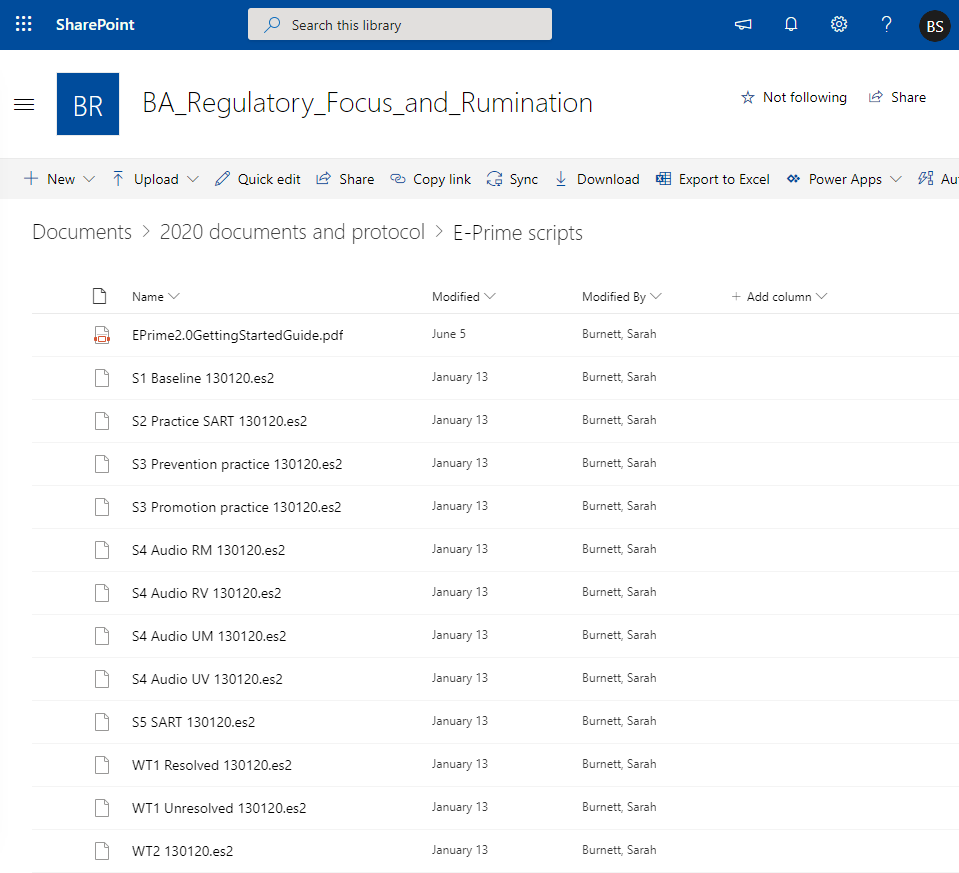 SharePoint Search this library ? BS
BR BA_Regulatory_Focus_and_Rumination Not following Share
New Upload Quick edit Share Copy link Sync Download Export to Excel Power Apps Au
Documents > 2020 documents and protocol > E-Prime scripts
Name Modified Modified By + Add column
EPrime2.0GettingStartedGuide.pdf June 5 Burnett, Sarah
S1 Baseline 130120.es2 January 13 Burnett, Sarah
S2 Practice SART 130120.es2 January 13 Burnett, Sarah
S3 Prevention practice 130120.es2 January 13 Burnett, Sarah
S3 Promotion practice 130120.es2 January 13 Burnett, Sarah
S4 Audio RM 130120.es2 January 13 Burnett, Sarah
S4 Audio RV 130120.es2 January 13 Burnett, Sarah
S4 Audio UM 130120.es2 January 13 Burnett, Sarah
S4 Audio UV 130120.es2 January 13 Burnett, Sarah
S5 SART 130120.es2 January 13 Burnett, Sarah
WT1 Resolved 130120.es2 January 13 Burnett, Sarah
WT1 Unresolved 130120.es2 January 13 Burnett, Sarah
WT2 130120.es2 January 13 Burnett, Sarah